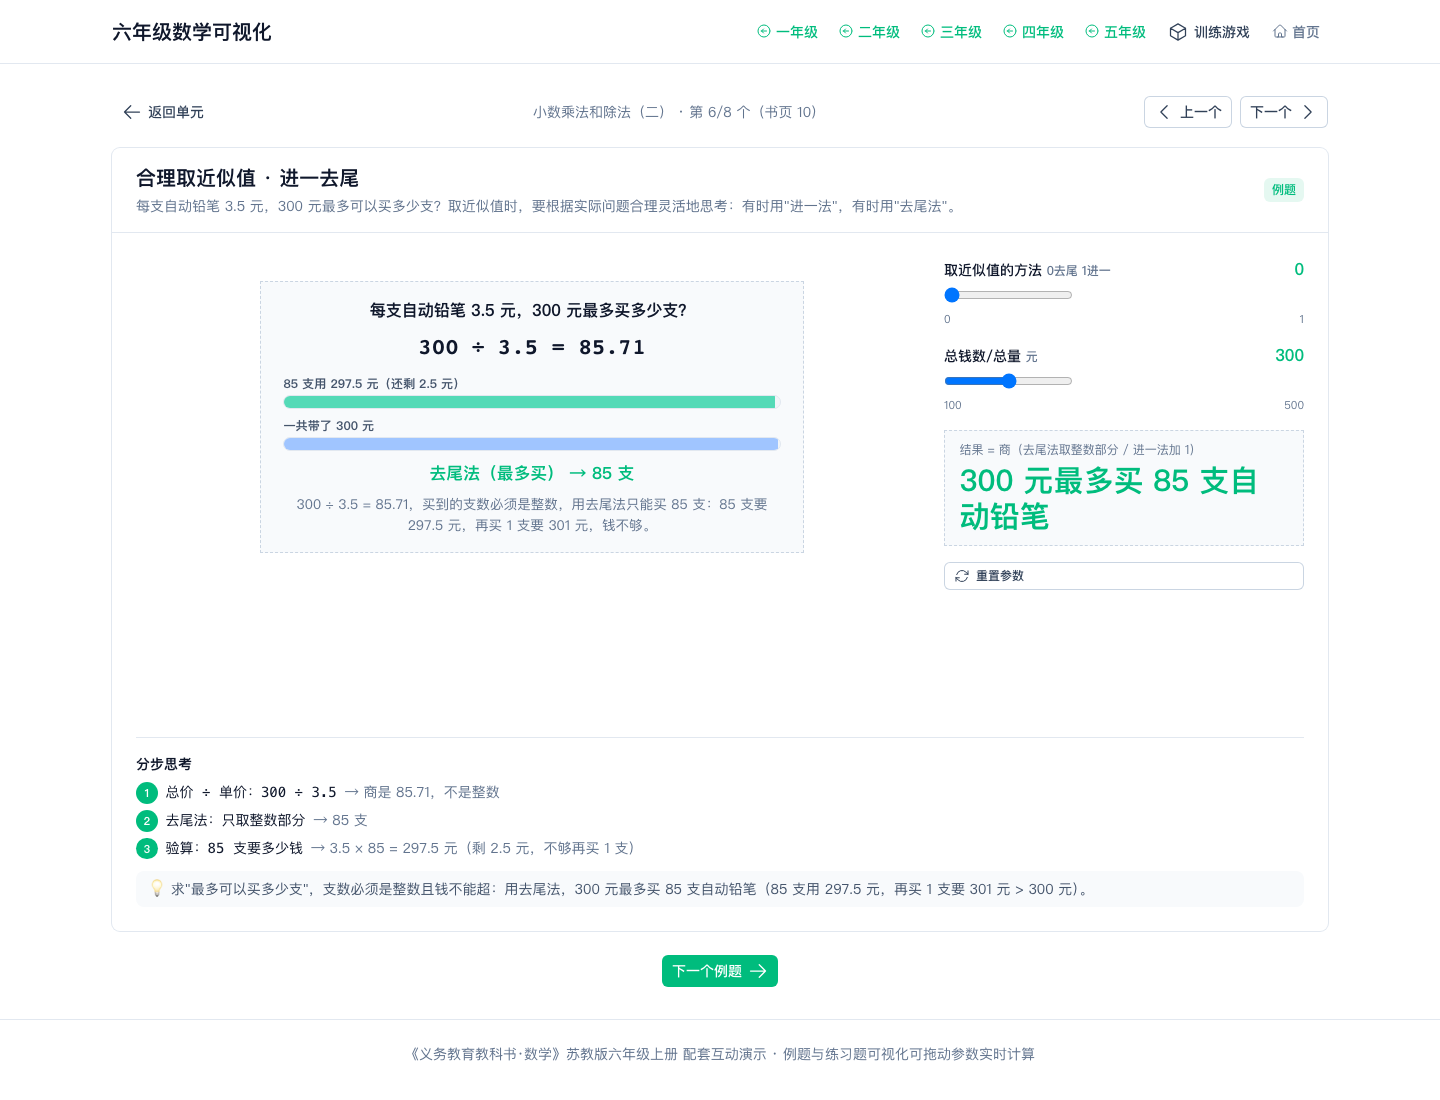 六年级数学可视化
一年级 二年级 三年级 四年级 五年级 训练游戏 首页
返回单元
小数乘法和除法（二） · 第 6/8 个（书页 10）
上一个 下一个
合理取近似值 · 进一去尾
每支自动铅笔 3.5 元，300 元最多可以买多少支？取近似值时，要根据实际问题合理灵活地思考：有时用"进一法"，有时用"去尾法"。
例题
每支自动铅笔 3.5 元，300 元最多买多少支？
300 ÷ 3.5 = 85.71
85 支用 297.5 元（还剩 2.5 元）
一共带了 300 元
去尾法（最多买） → 85 支
300 ÷ 3.5 = 85.71，买到的支数必须是整数，用去尾法只能买 85 支：85 支要
297.5 元，再买 1 支要 301 元，钱不够。
取近似值的方法 0去尾 1进一 0
0 1
总钱数/总量 元 300
100 500
结果 = 商（去尾法取整数部分 / 进一法加 1）
300 元最多买 85 支自
动铅笔
重置参数
分步思考
1 总价 ÷ 单价：300 ÷ 3.5 → 商是 85.71，不是整数
2 去尾法：只取整数部分 → 85 支
3 验算：85 支要多少钱 → 3.5 × 85 = 297.5 元（剩 2.5 元，不够再买 1 支）
💡 求"最多可以买多少支"，支数必须是整数且钱不能超：用去尾法，300 元最多买 85 支自动铅笔（85 支用 297.5 元，再买 1 支要 301 元 > 300 元）。
下一个例题
《义务教育教科书·数学》苏教版六年级上册 配套互动演示 · 例题与练习题可视化可拖动参数实时计算